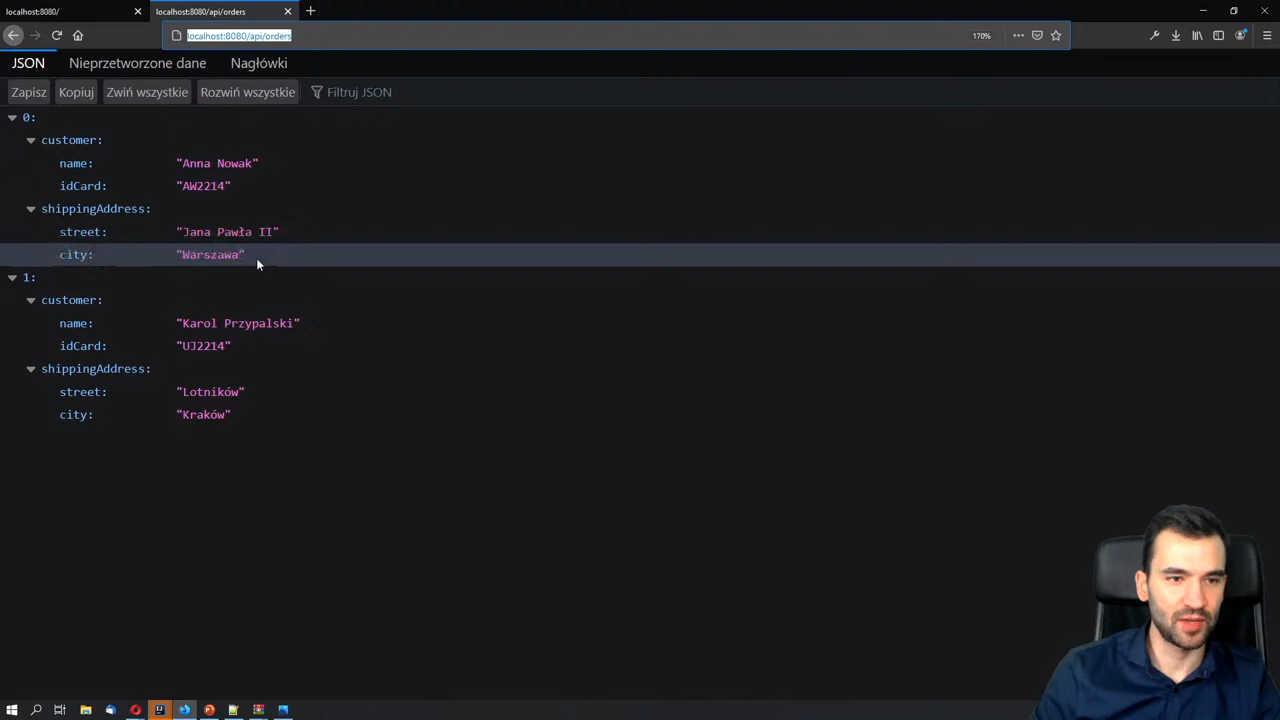 localhost:8080/
localhost:8080/api/orders
localhost:8080/api/orders
170%
JSON
Nieprzetworzone dane
Nagłówki
Zapisz
Kopiuj
Zwiń wszystkie
Rozwiń wszystkie
Filtruj JSON
0:
customer:
name: "Anna Nowak"
idCard: "AW2214"
shippingAddress:
street: "Jana Pawła II"
city: "Warszawa"
1:
customer:
name: "Karol Przypalski"
idCard: "UJ2214"
shippingAddress:
street: "Lotników"
city: "Kraków"